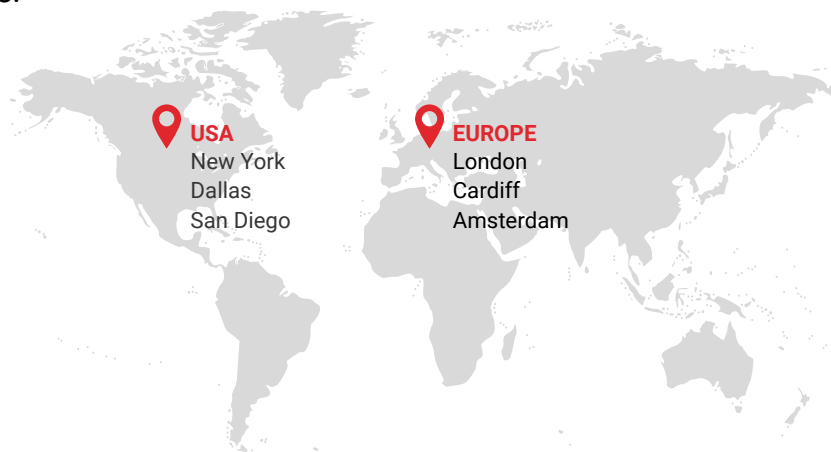 USA
New York
Dallas
San Diego
EUROPE
London
Cardiff
Amsterdam